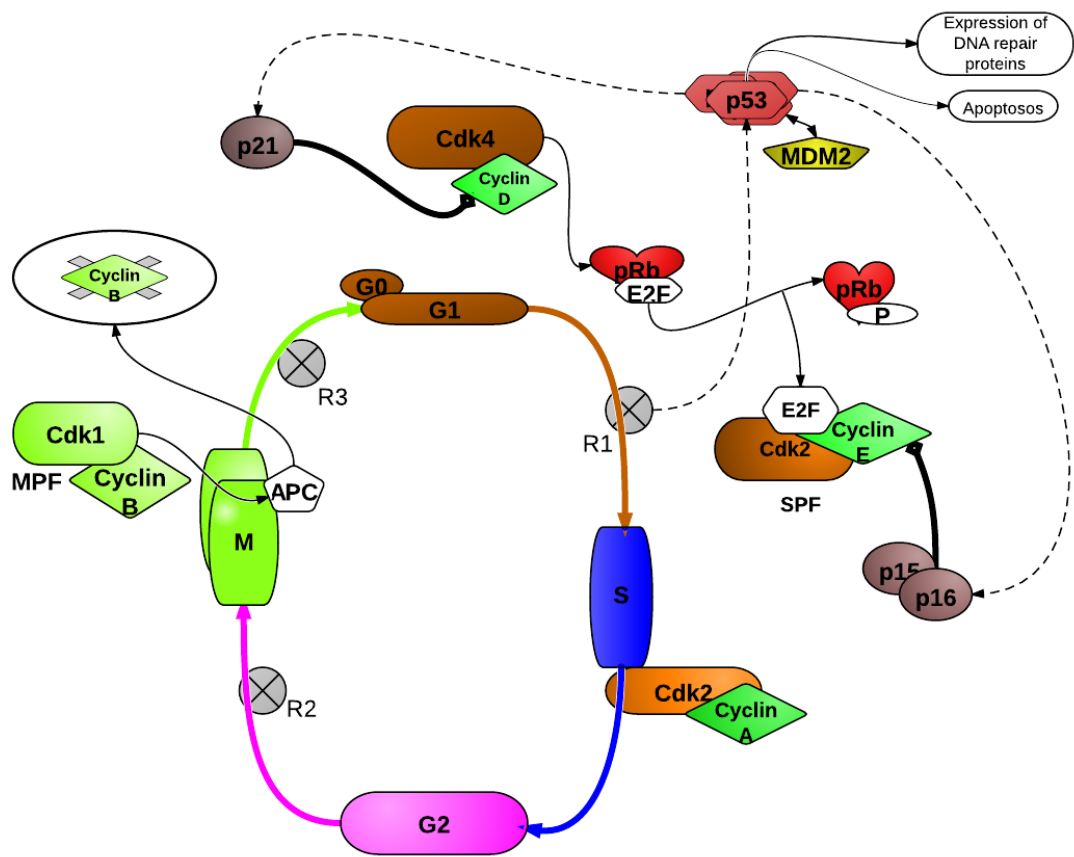 Expression of
DNA repair
proteins
p53
Apoptosos
p21
Cdk4
MDM2
Cyclin
D
pRb
E2F
Cyclin
B
G0
G1
pRb
P
R3
E2F
R1
Cdk2
Cyclin
E
Cdk1
MPF
Cyclin
B
APC
SPF
M
p15
p16
S
Cdk2
Cyclin
A
R2
G2